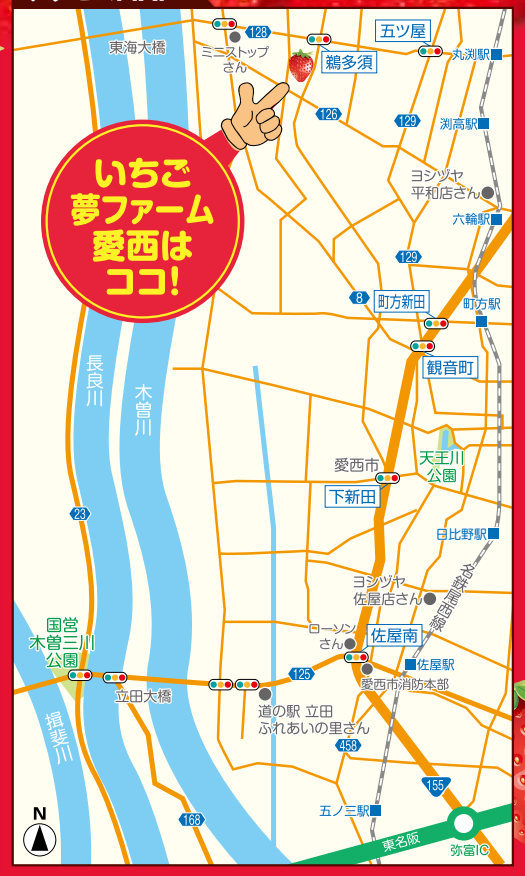 128
五ツ屋
東海大橋
ミニストップ
さん
鵜多須
丸渕駅
126
129
渕高駅
いちご
夢ファーム
愛西は
ココ!
ヨシヅヤ
平和店さん
六輪駅
129
8
町方新田
町方駅
観音町
長良川
木曽川
愛西市
天王川
公園
下新田
23
日比野駅
名鉄尾西線
ヨシヅヤ
佐屋店さん
国営
木曽三川
公園
ローソン
さん
佐屋南
佐屋駅
125
愛西市消防本部
立田大橋
道の駅 立田
ふれあいの里さん
揖斐川
458
155
N
168
五ノ三駅
東名阪
弥富IC